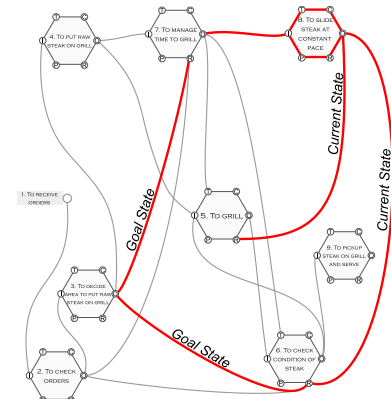 4. To put raw
steak on grill
I
T
C
O
P
R
7. To manage
time to grill
I
T
C
O
P
R
8. To slide
steak at
constant
pace
I
T
C
O
P
R
Current State
Current State
1. To receive
orders
Goal State
5. To grill
I
T
C
O
P
R
9. To pickup
steak on grill
and serve
I
T
C
O
P
R
3. To decide
area to put raw
steak on grill
I
T
C
O
P
R
Goal State
6. To check
condition of
steak
I
T
C
O
P
R
2. To check
orders
I
T
C
O